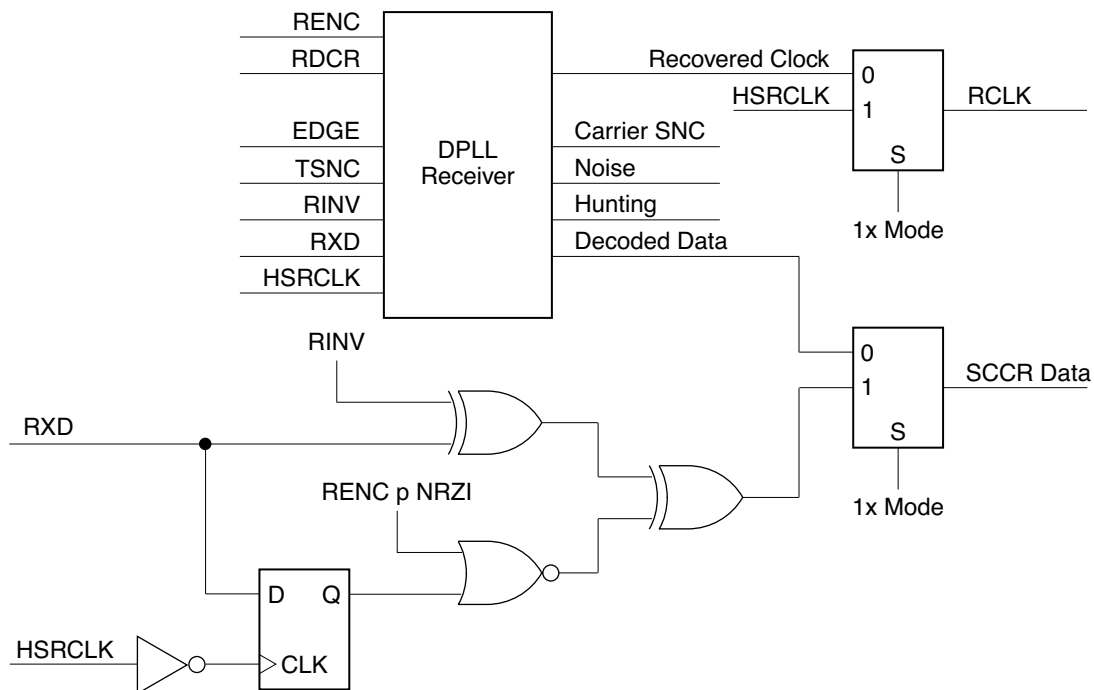 RENC
RDCR
EDGE
TSNC
RINV
RXD
HSRCLK
DPLL
Receiver
Recovered Clock
Carrier SNC
Noise
Hunting
Decoded Data
HSRCLK
0
1
S
RCLK
1x Mode
RINV
RXD
RENC p NRZI
D
Q
CLK
HSRCLK
0
1
S
SCCR Data
1x Mode